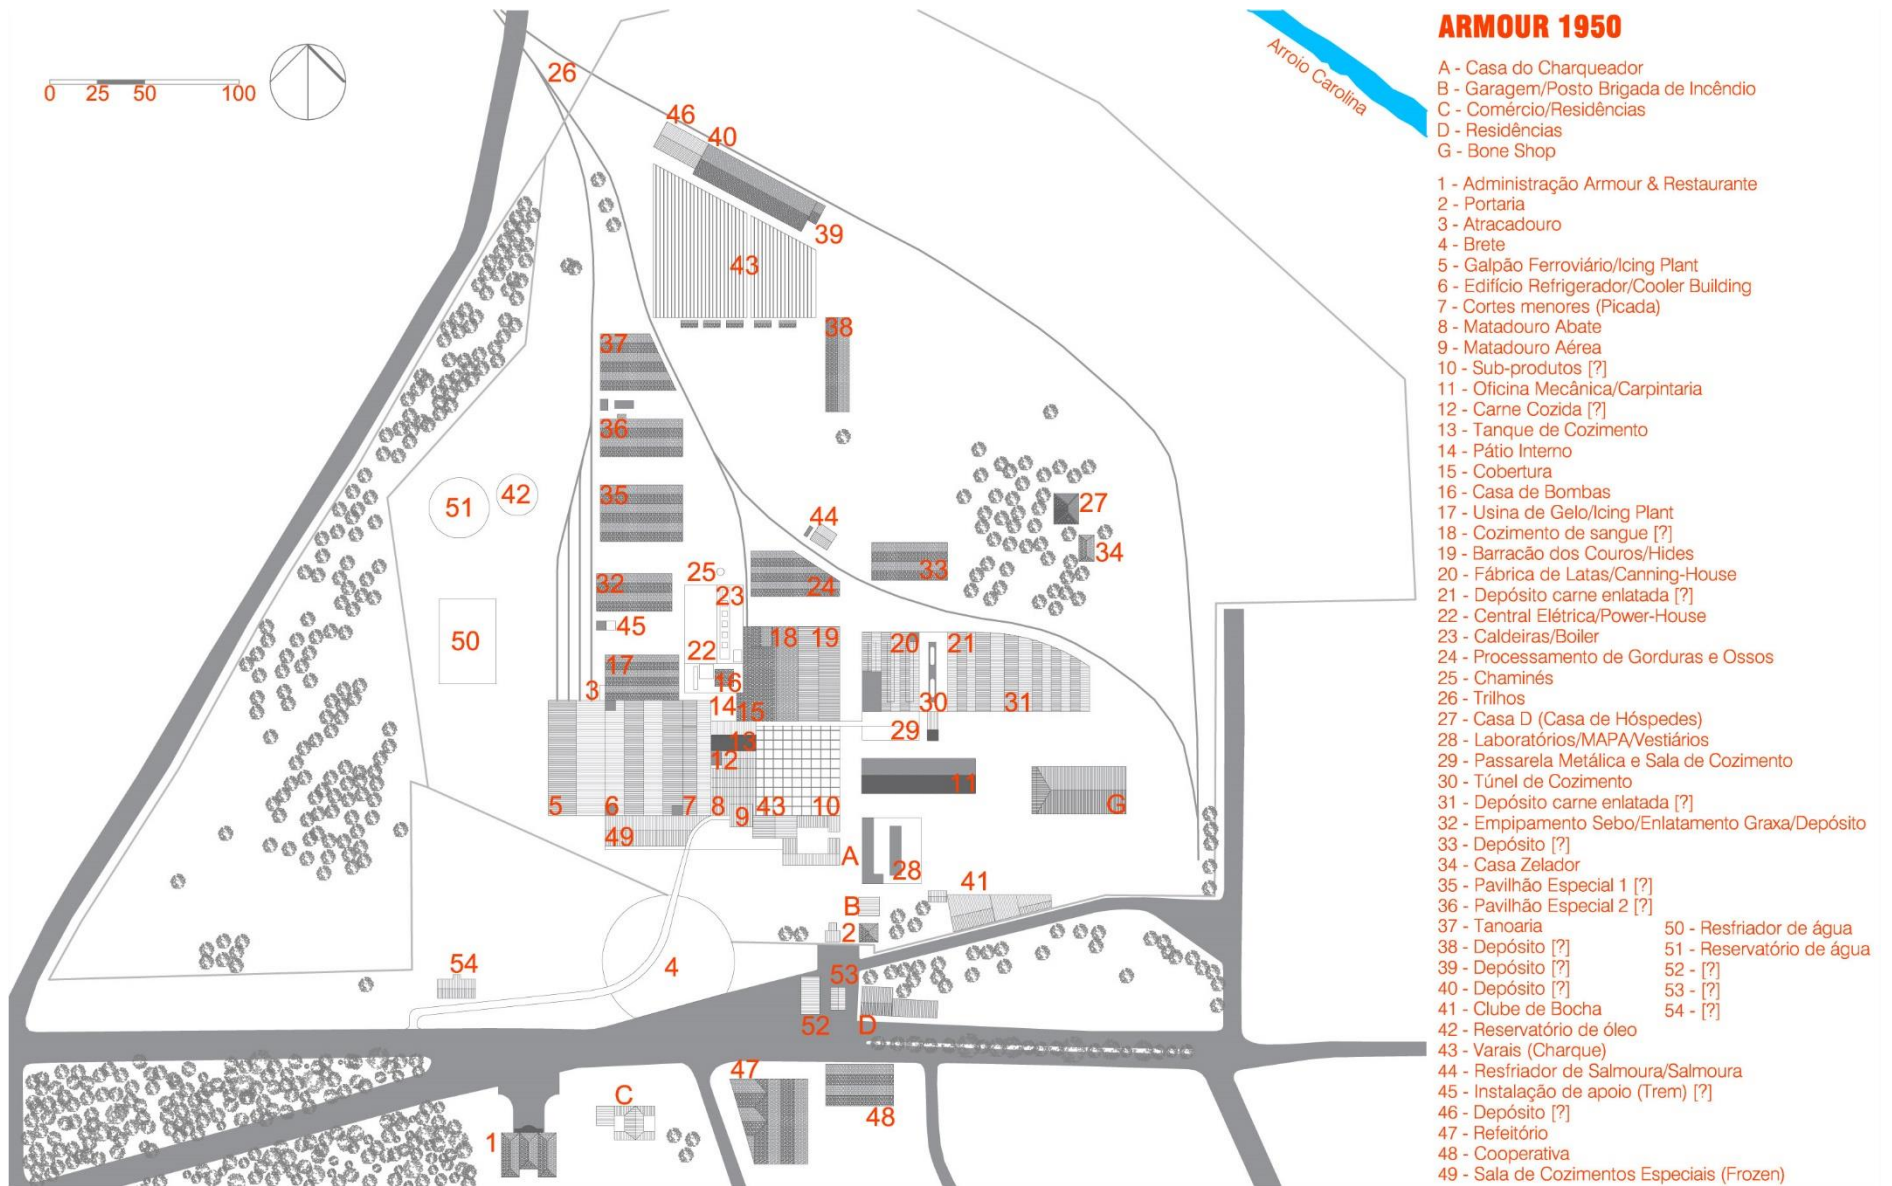 ARMOUR 1950
A - Casa do Charqueador
B - Garagem/Posto Brigada de Incêndio
C - Comércio/Residências
D - Residências
G - Bone Shop
1 - Administração Armour & Restaurante
2 - Portaria
3 - Atracadouro
4 - Brete
5 - Galpão Ferroviário/Icing Plant
6 - Edifício Refrigerador/Cooler Building
7 - Cortes menores (Picada)
8 - Matadouro Abate
9 - Matadouro Aérea
10 - Sub-produtos [?]
11 - Oficina Mecânica/Carpintaria
12 - Carne Cozida [?]
13 - Tanque de Cozimento
14 - Pátio Interno
15 - Cobertura
16 - Casa de Bombas
17 - Usina de Gelo/Icing Plant
18 - Cozimento de sangue [?]
19 - Barracão dos Couros/Hides
20 - Fábrica de Latas/Canning-House
21 - Depósito carne enlatada [?]
22 - Central Elétrica/Power-House
23 - Caldeiras/Boiler
24 - Processamento de Gorduras e Ossos
25 - Chaminés
26 - Trilhos
27 - Casa D (Casa de Hóspedes)
28 - Laboratórios/MAPA/Vestiários
29 - Passarela Metálica e Sala de Cozimento
30 - Túnel de Cozimento
31 - Depósito carne enlatada [?]
32 - Empipamento Sebo/Enlatamento Graxa/Depósito
33 - Depósito [?]
34 - Casa Zelador
35 - Pavilhão Especial 1 [?]
36 - Pavilhão Especial 2 [?]
37 - Tanoaria
38 - Depósito [?]
39 - Depósito [?]
40 - Depósito [?]
41 - Clube de Bocha
42 - Reservatório de óleo
43 - Varais (Charque)
44 - Resfriador de Salmoura/Salmoura
45 - Instalação de apoio (Trem) [?]
46 - Depósito [?]
47 - Refeitório
48 - Cooperativa
49 - Sala de Cozimentos Especiais (Frozen)
50 - Resfriador de água
51 - Reservatório de água
52 - [?]
53 - [?]
54 - [?]
Arroio Carolina
0 25 50 100
26
46
40
39
43
38
37
36
35
51
42
44
27
34
33
25
24
32
23
45
50
18 19
20 21
22
17
16
3
14
15
30 31
29
13
12
11
5 6 7 8 43 10
G
9
49
A
28
41
B
2
54
4
53
52
D
47
C
48
1